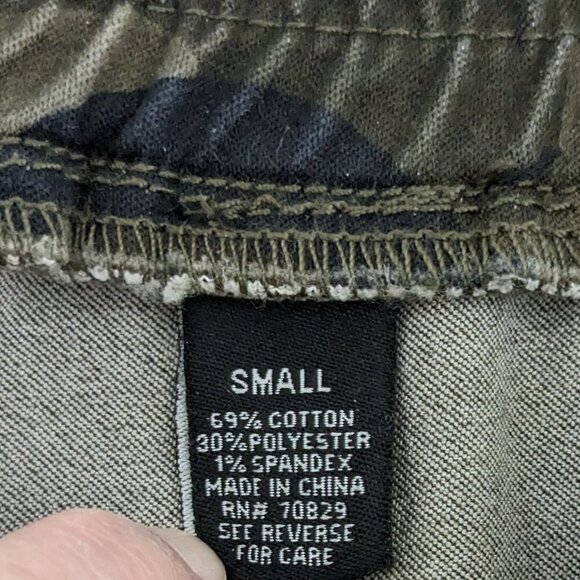 SMALL
69% COTTON
30%POLYESTER
1% SPANDEX
MADE IN CHINA
RN# 70829
SEE REVERSE
FOR CARE